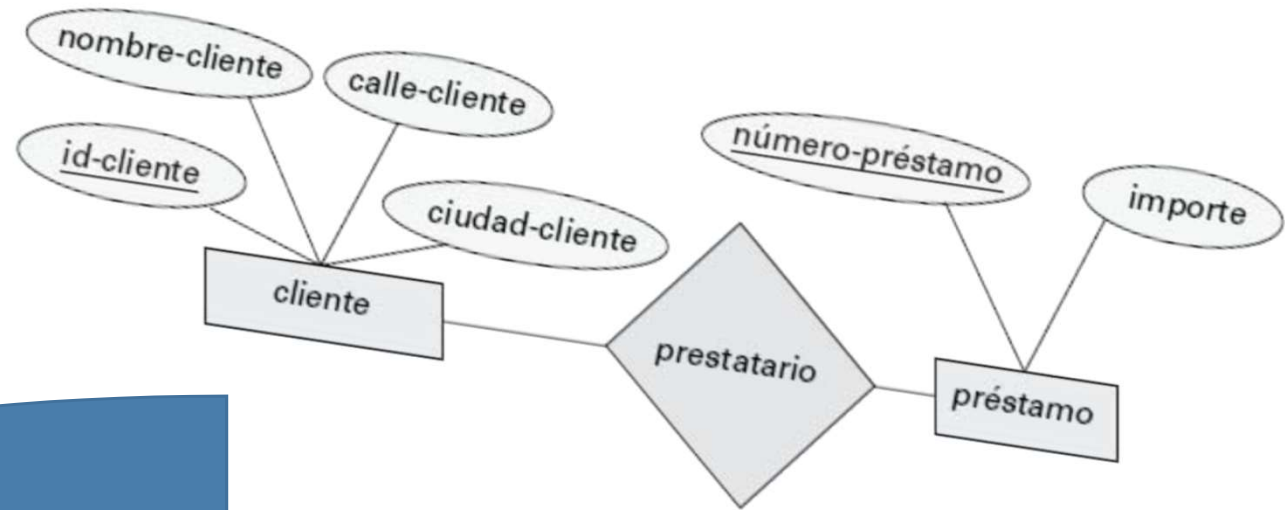 nombre-cliente
calle-cliente
id-cliente
ciudad-cliente
número-préstamo
importe
cliente
prestatario
préstamo